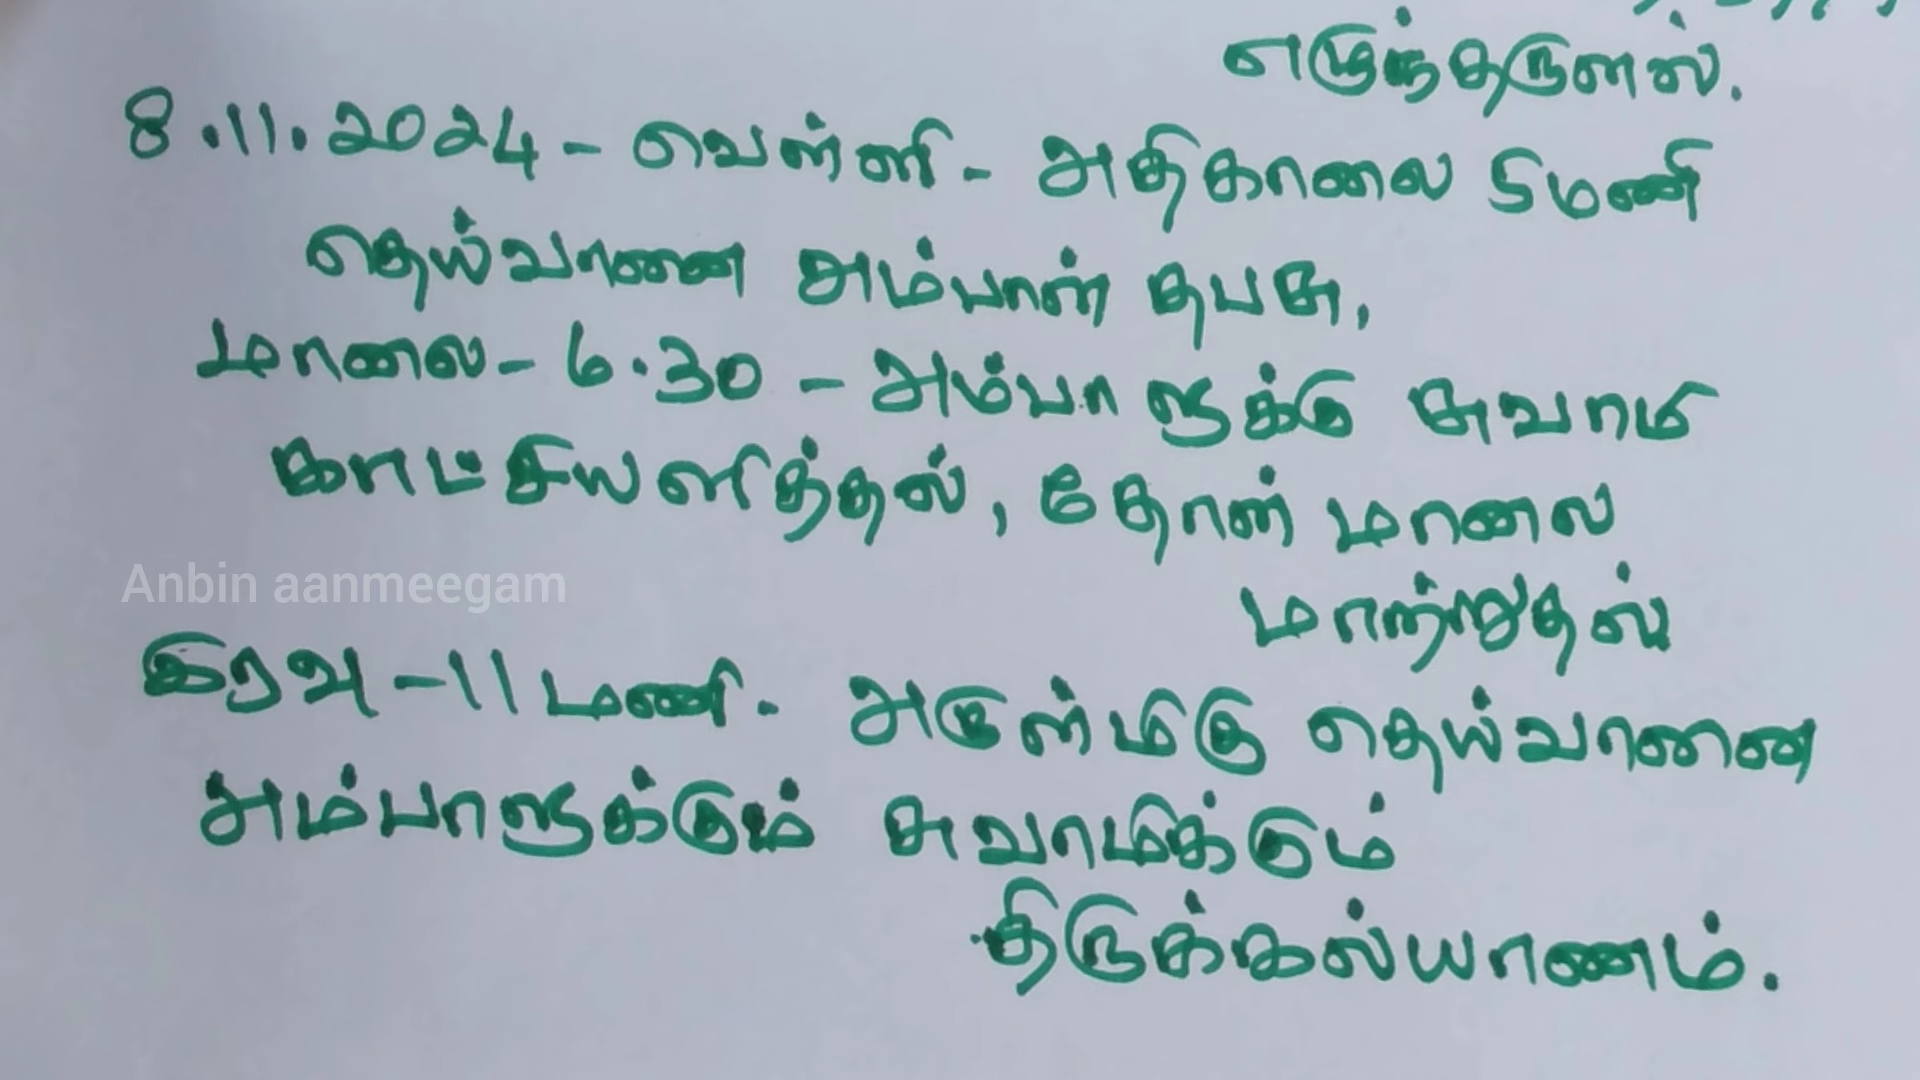 எழுந்தருளல்.
8.11.2024 - வெள்ளி - அதிகாலை 5மணி
தெய்வானை அம்பாள் தபசு,
மாலை - 6.30 - அம்பாளுக்கு சுவாமி
காட்சியளித்தல், தோள் மாலை
மாற்றுதல்
Anbin aanmeegam
இரவு - 11 மணி - அருள்மிகு தெய்வானை
அம்பாளுக்கும் சுவாமிக்கும்
திருக்கல்யாணம்.